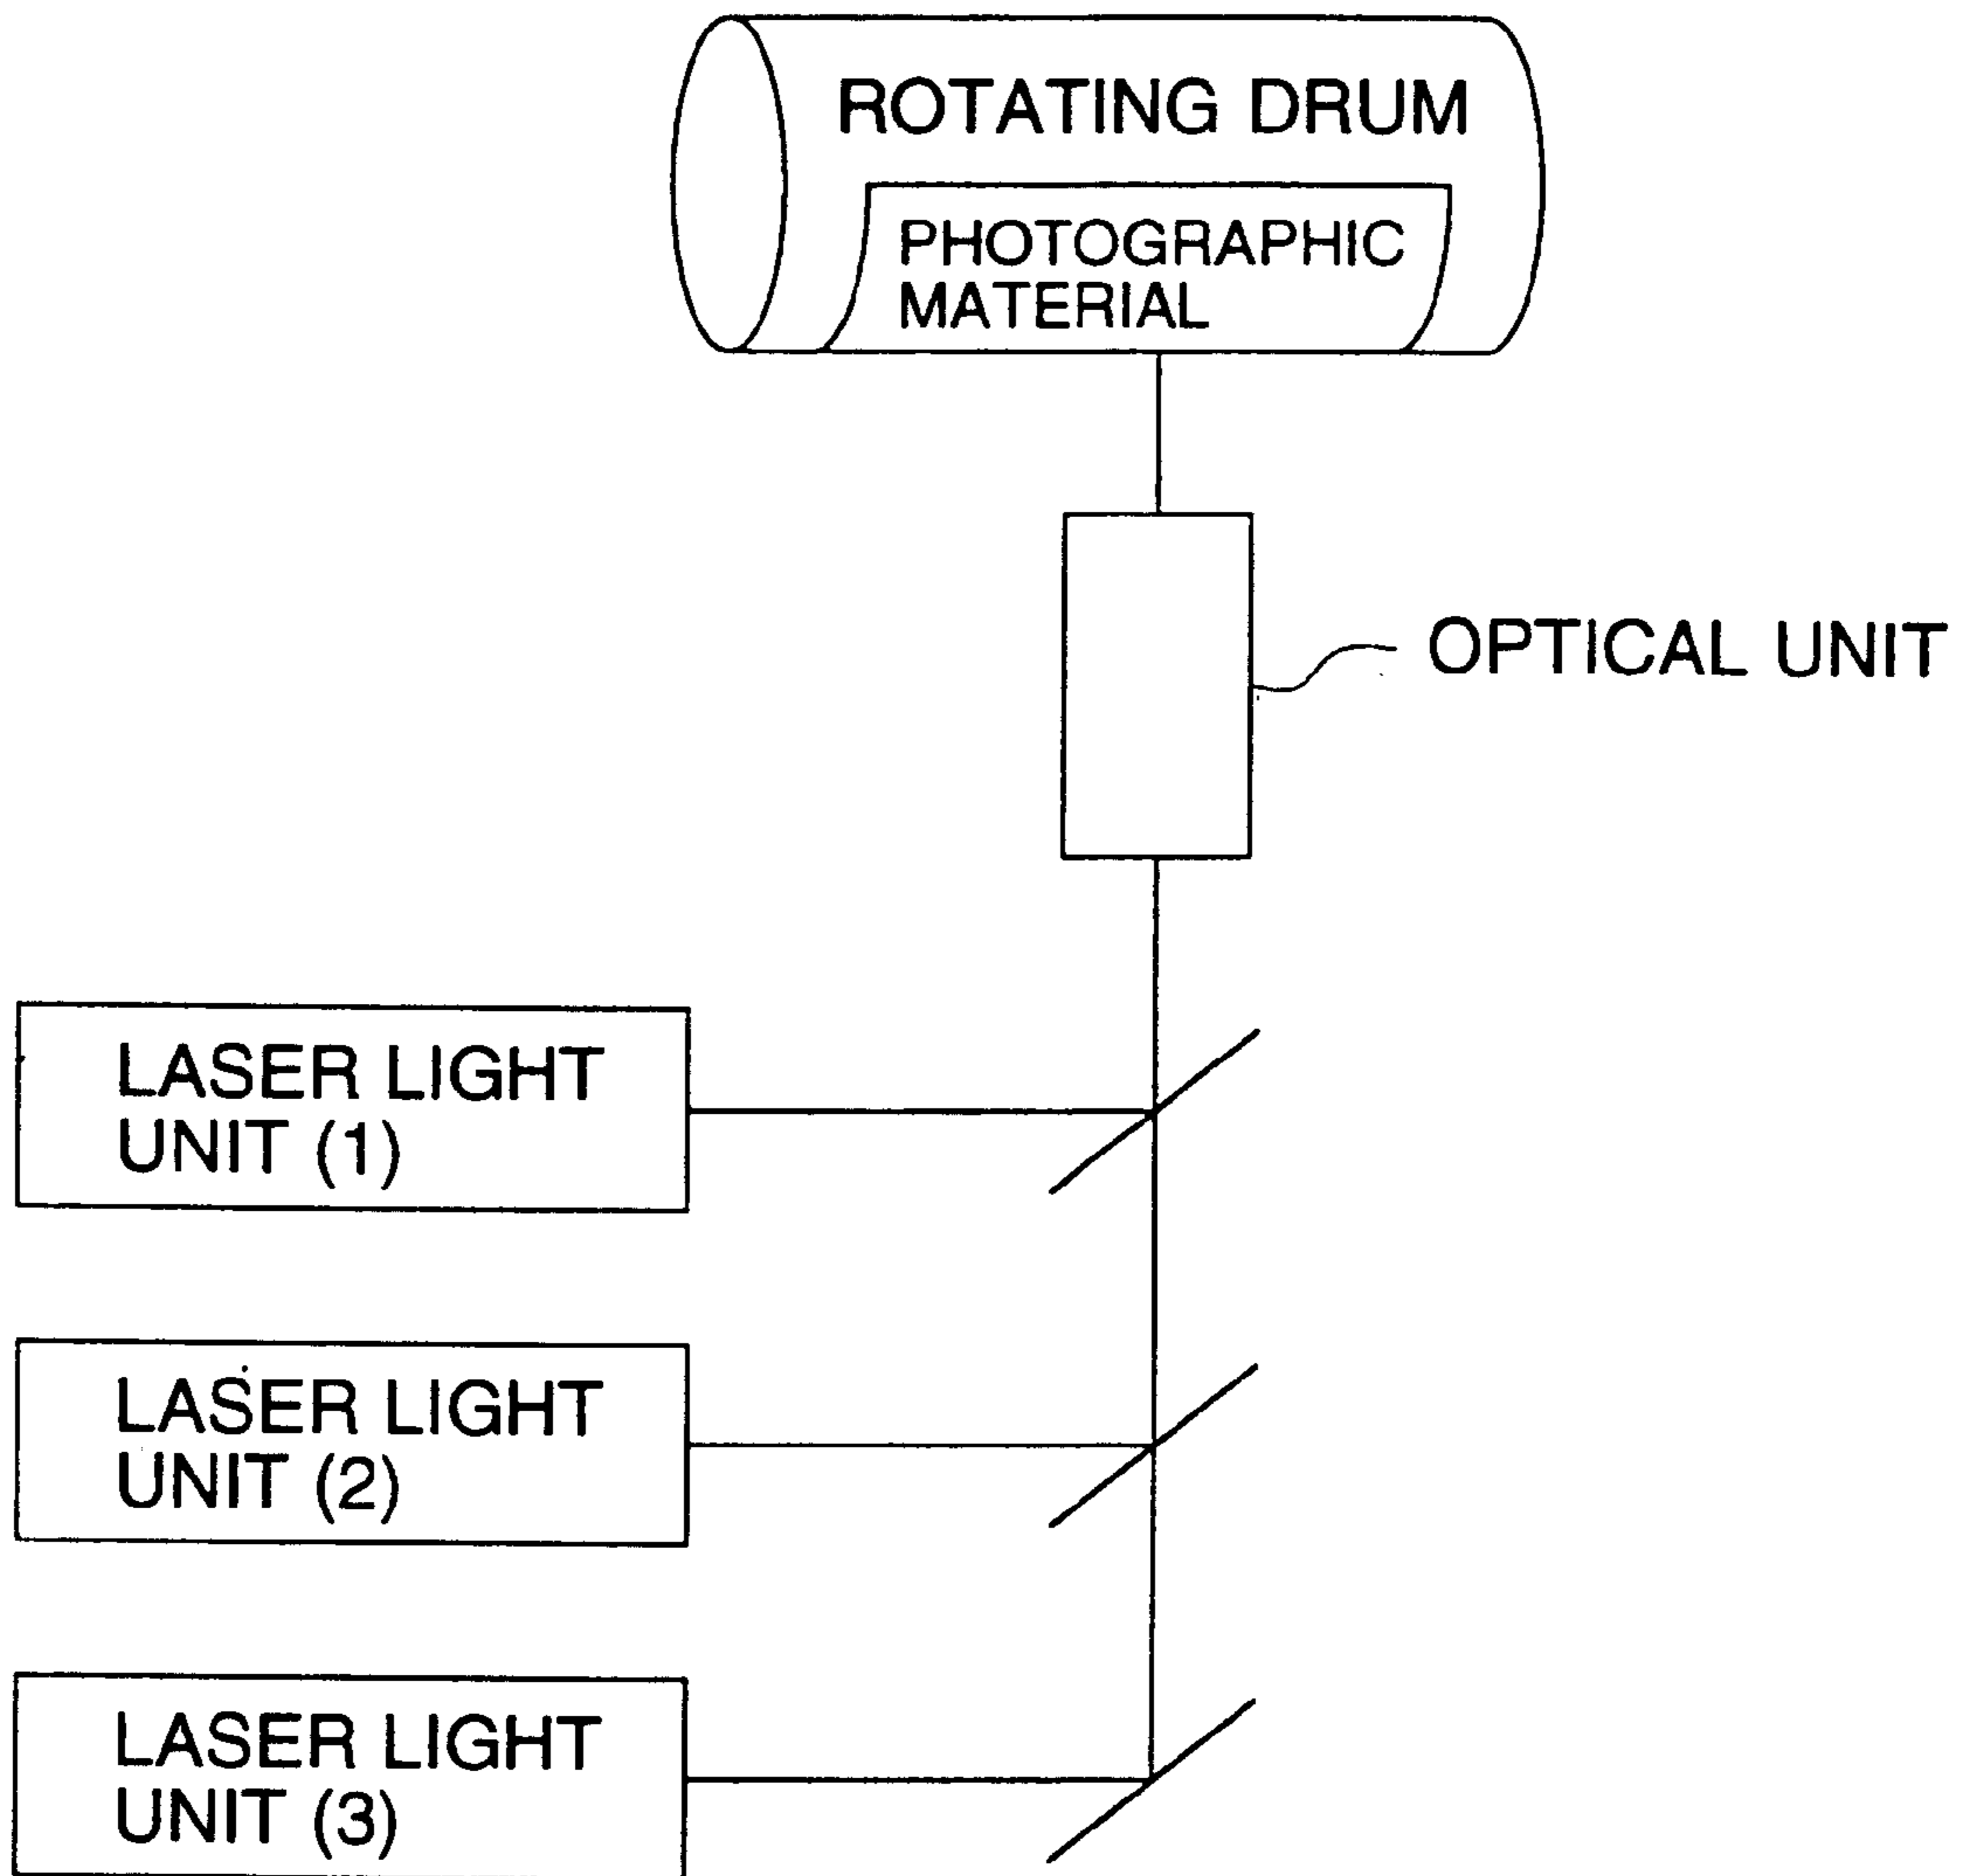 ROTATING DRUM
PHOTOGRAPHIC
MATERIAL
OPTICAL UNIT
LASER LIGHT
UNIT (1)
LASER LIGHT
UNIT (2)
LASER LIGHT
UNIT (3)